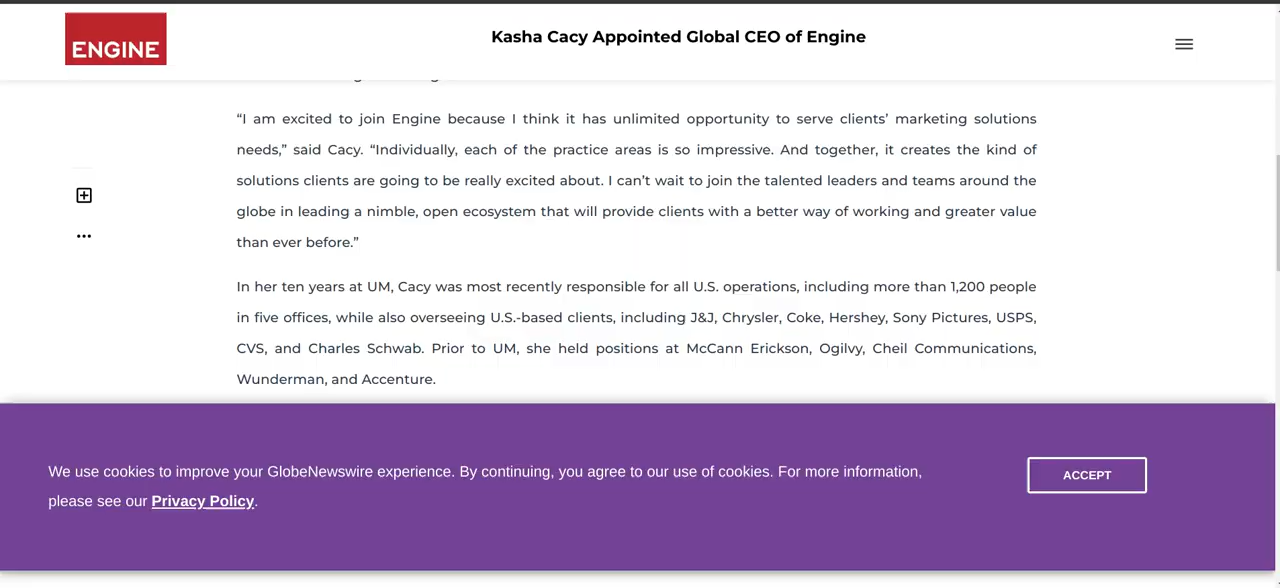 ENGINE
Kasha Cacy Appointed Global CEO of Engine
“I am excited to join Engine because I think it has unlimited opportunity to serve clients’ marketing solutions
needs,” said Cacy. “Individually, each of the practice areas is so impressive. And together, it creates the kind of
solutions clients are going to be really excited about. I can’t wait to join the talented leaders and teams around the
globe in leading a nimble, open ecosystem that will provide clients with a better way of working and greater value
than ever before.”
In her ten years at UM, Cacy was most recently responsible for all U.S. operations, including more than 1,200 people
in five offices, while also overseeing U.S.-based clients, including J&J, Chrysler, Coke, Hershey, Sony Pictures, USPS,
CVS, and Charles Schwab. Prior to UM, she held positions at McCann Erickson, Ogilvy, Cheil Communications,
Wunderman, and Accenture.
We use cookies to improve your GlobeNewswire experience. By continuing, you agree to our use of cookies. For more information,
please see our Privacy Policy.
ACCEPT